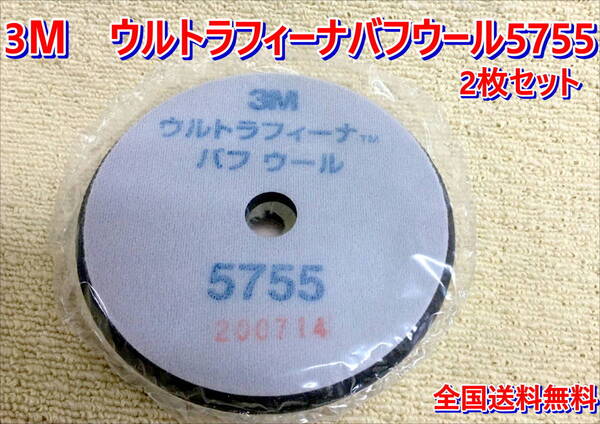 3M ウルトラフィーナバフウール5755
2枚セット
3M
ウルトラフィーナ™
バフ ウール
5755
200714
全国送料無料